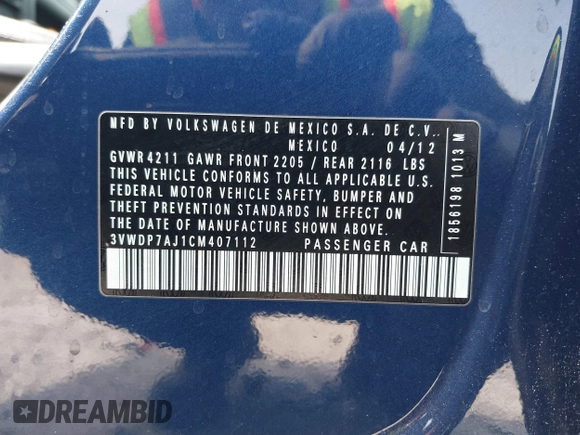 MFD BY VOLKSWAGEN DE MEXICO S.A. DE C.V..
MEXICO 04/12
GVWR 4211 GAWR FRONT 2205 / REAR 2116 LBS
THIS VEHICLE CONFORMS TO ALL APPLICABLE U.S.
FEDERAL MOTOR VEHICLE SAFETY, BUMPER AND
THEFT PREVENTION STANDARDS IN EFFECT ON
THE DATE OF MANUFACTURE SHOWN ABOVE.
3VWDP7AJ1CM407112 PASSENGER CAR
1856198 1013 M
DREAMBID